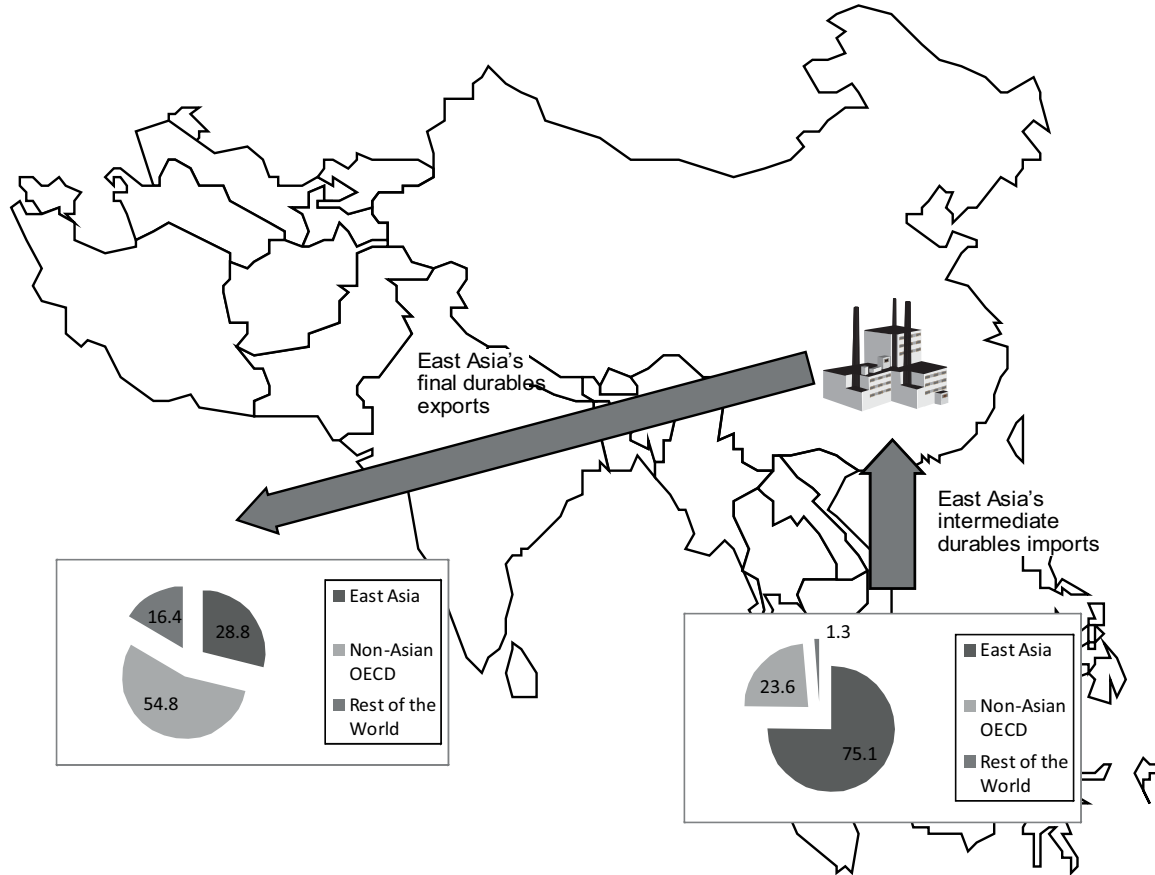 East Asia's
final durables
exports
East Asia's
intermediate
durables imports
16.4
28.8
54.8
East Asia
Non-Asian
OECD
Rest of the
World
1.3
23.6
75.1
East Asia
Non-Asian
OECD
Rest of the
World